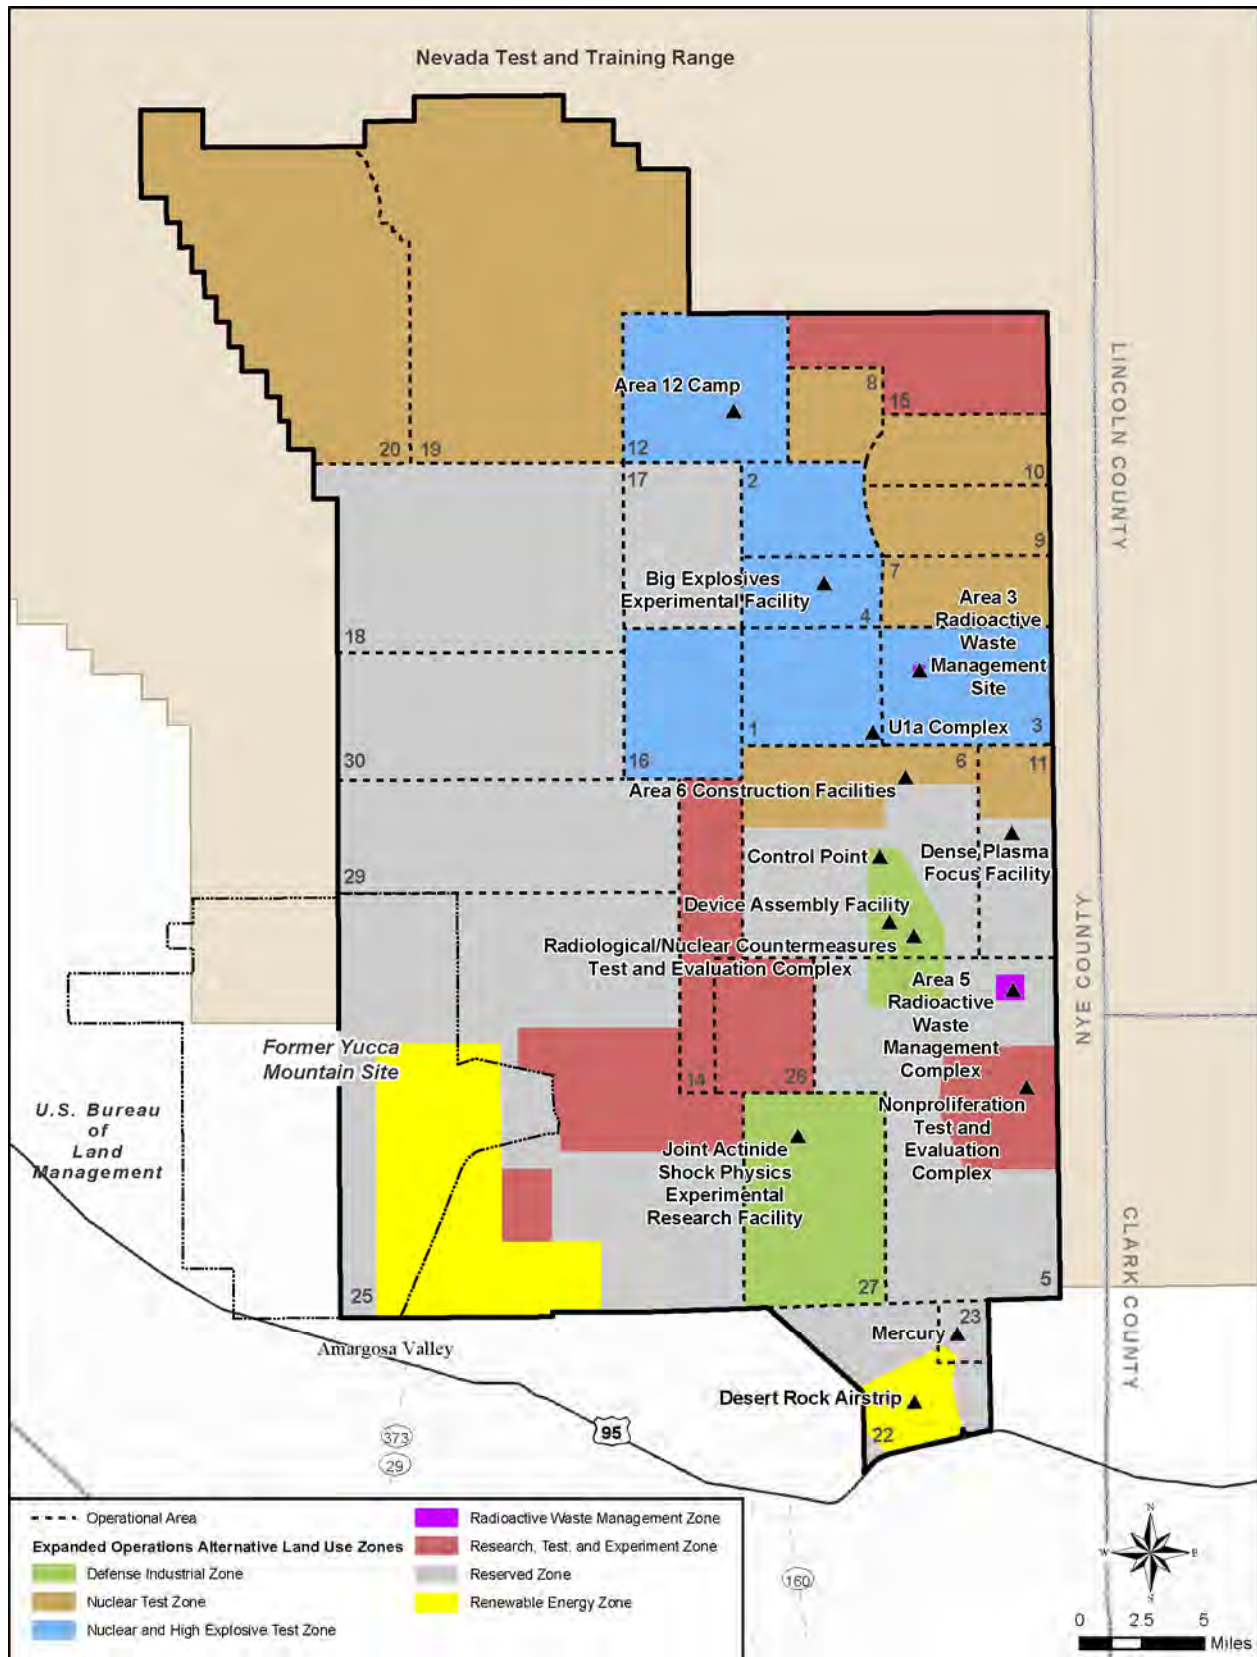 Nevada Test and Training Range
LINCOLN COUNTY
Area 12 Camp
8
15
20
19
12
17
2
10
9
Big Explosives
Experimental Facility
7
4
Area 3
Radioactive
Waste
Management
Site
18
U1a Complex
1
3
30
16
6
11
Area 6 Construction Facilities
Control Point
Dense Plasma
Focus Facility
29
Device Assembly Facility
Radiological/Nuclear Countermeasures
Test and Evaluation Complex
NYE COUNTY
Area 5
Radioactive
Waste
Management
Complex
Former Yucca
Mountain Site
14
26
U.S. Bureau
of
Land
Management
Nonproliferation
Test and
Evaluation
Complex
Joint Actinide
Shock Physics
Experimental
Research Facility
CLARK COUNTY
25
27
5
23
Mercury
Amargosa Valley
Desert Rock Airstrip
22
95
373
29
160
Operational Area
Expanded Operations Alternative Land Use Zones
Defense Industrial Zone
Nuclear Test Zone
Nuclear and High Explosive Test Zone
Radioactive Waste Management Zone
Research, Test, and Experiment Zone
Reserved Zone
Renewable Energy Zone
N
W
E
S
0 2.5 5
Miles